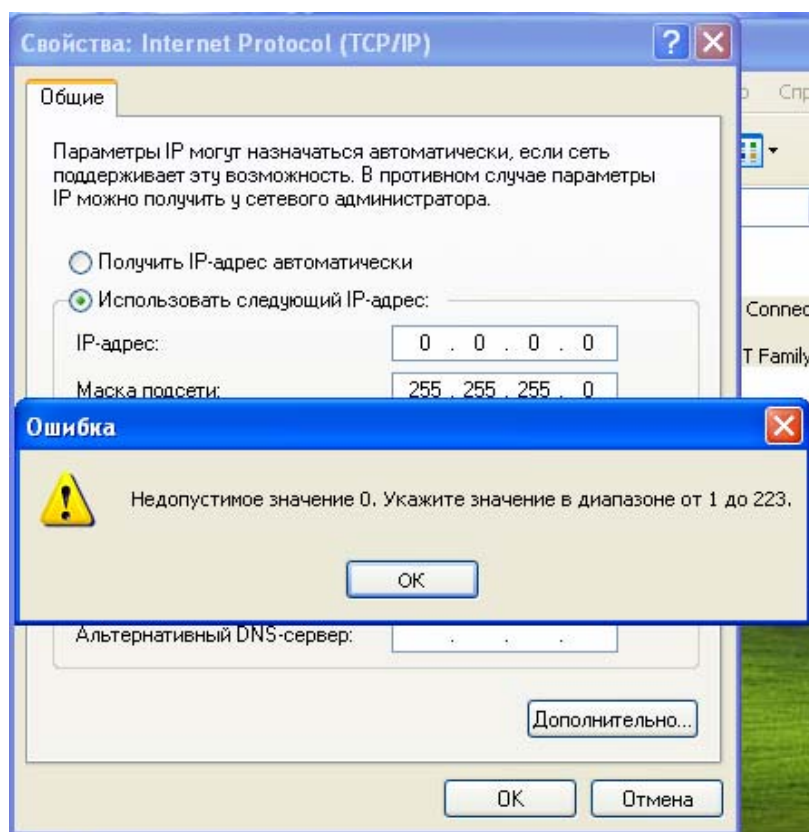 Свойства: Internet Protocol (TCP/IP)
Общие
Параметры IP могут назначаться автоматически, если сеть
поддерживает эту возможность. В противном случае параметры
IP можно получить у сетевого администратора.
Получить IP-адрес автоматически
Использовать следующий IP-адрес:
IP-адрес: 0 . 0 . 0 . 0
Маска подсети: 255 . 255 . 255 . 0
Ошибка
Недопустимое значение 0. Укажите значение в диапазоне от 1 до 223.
OK
Альтернативный DNS-сервер: . . .
Дополнительно...
OK Отмена
Спр
Connec
T Family